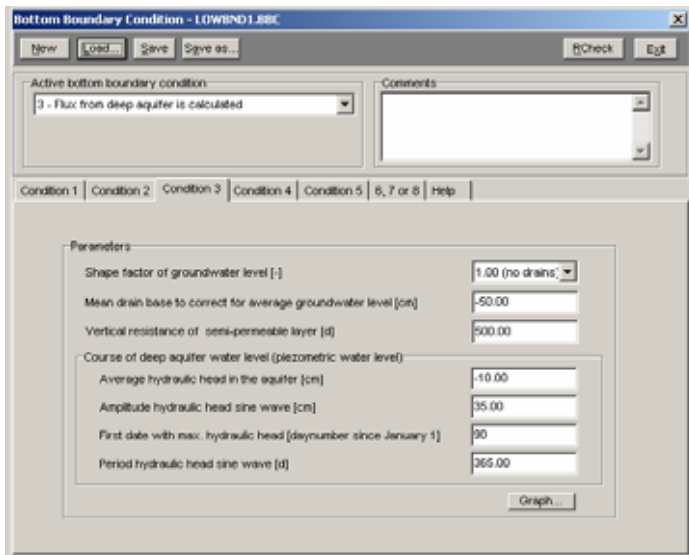 Bottom Boundary Condition - LOWBND1.BBC
New Load... Save Save as... RCheck Exit
Active bottom boundary condition
Comments
3 - Flux from deep aquifer is calculated
Condition 1 Condition 2 Condition 3 Condition 4 Condition 5 6, 7 or 8 Help
Parameters
Shape factor of groundwater level [-] 1.00 (no drains)
Mean drain base to correct for average groundwater level [cm] -50.00
Vertical resistance of semi-permeable layer [d] 500.00
Course of deep aquifer water level (piezometric water level)
Average hydraulic head in the aquifer [cm] -10.00
Amplitude hydraulic head sine wave [cm] 35.00
First date with max. hydraulic head [daynumber since January 1] 90
Period hydraulic head sine wave [d] 365.00
Graph...